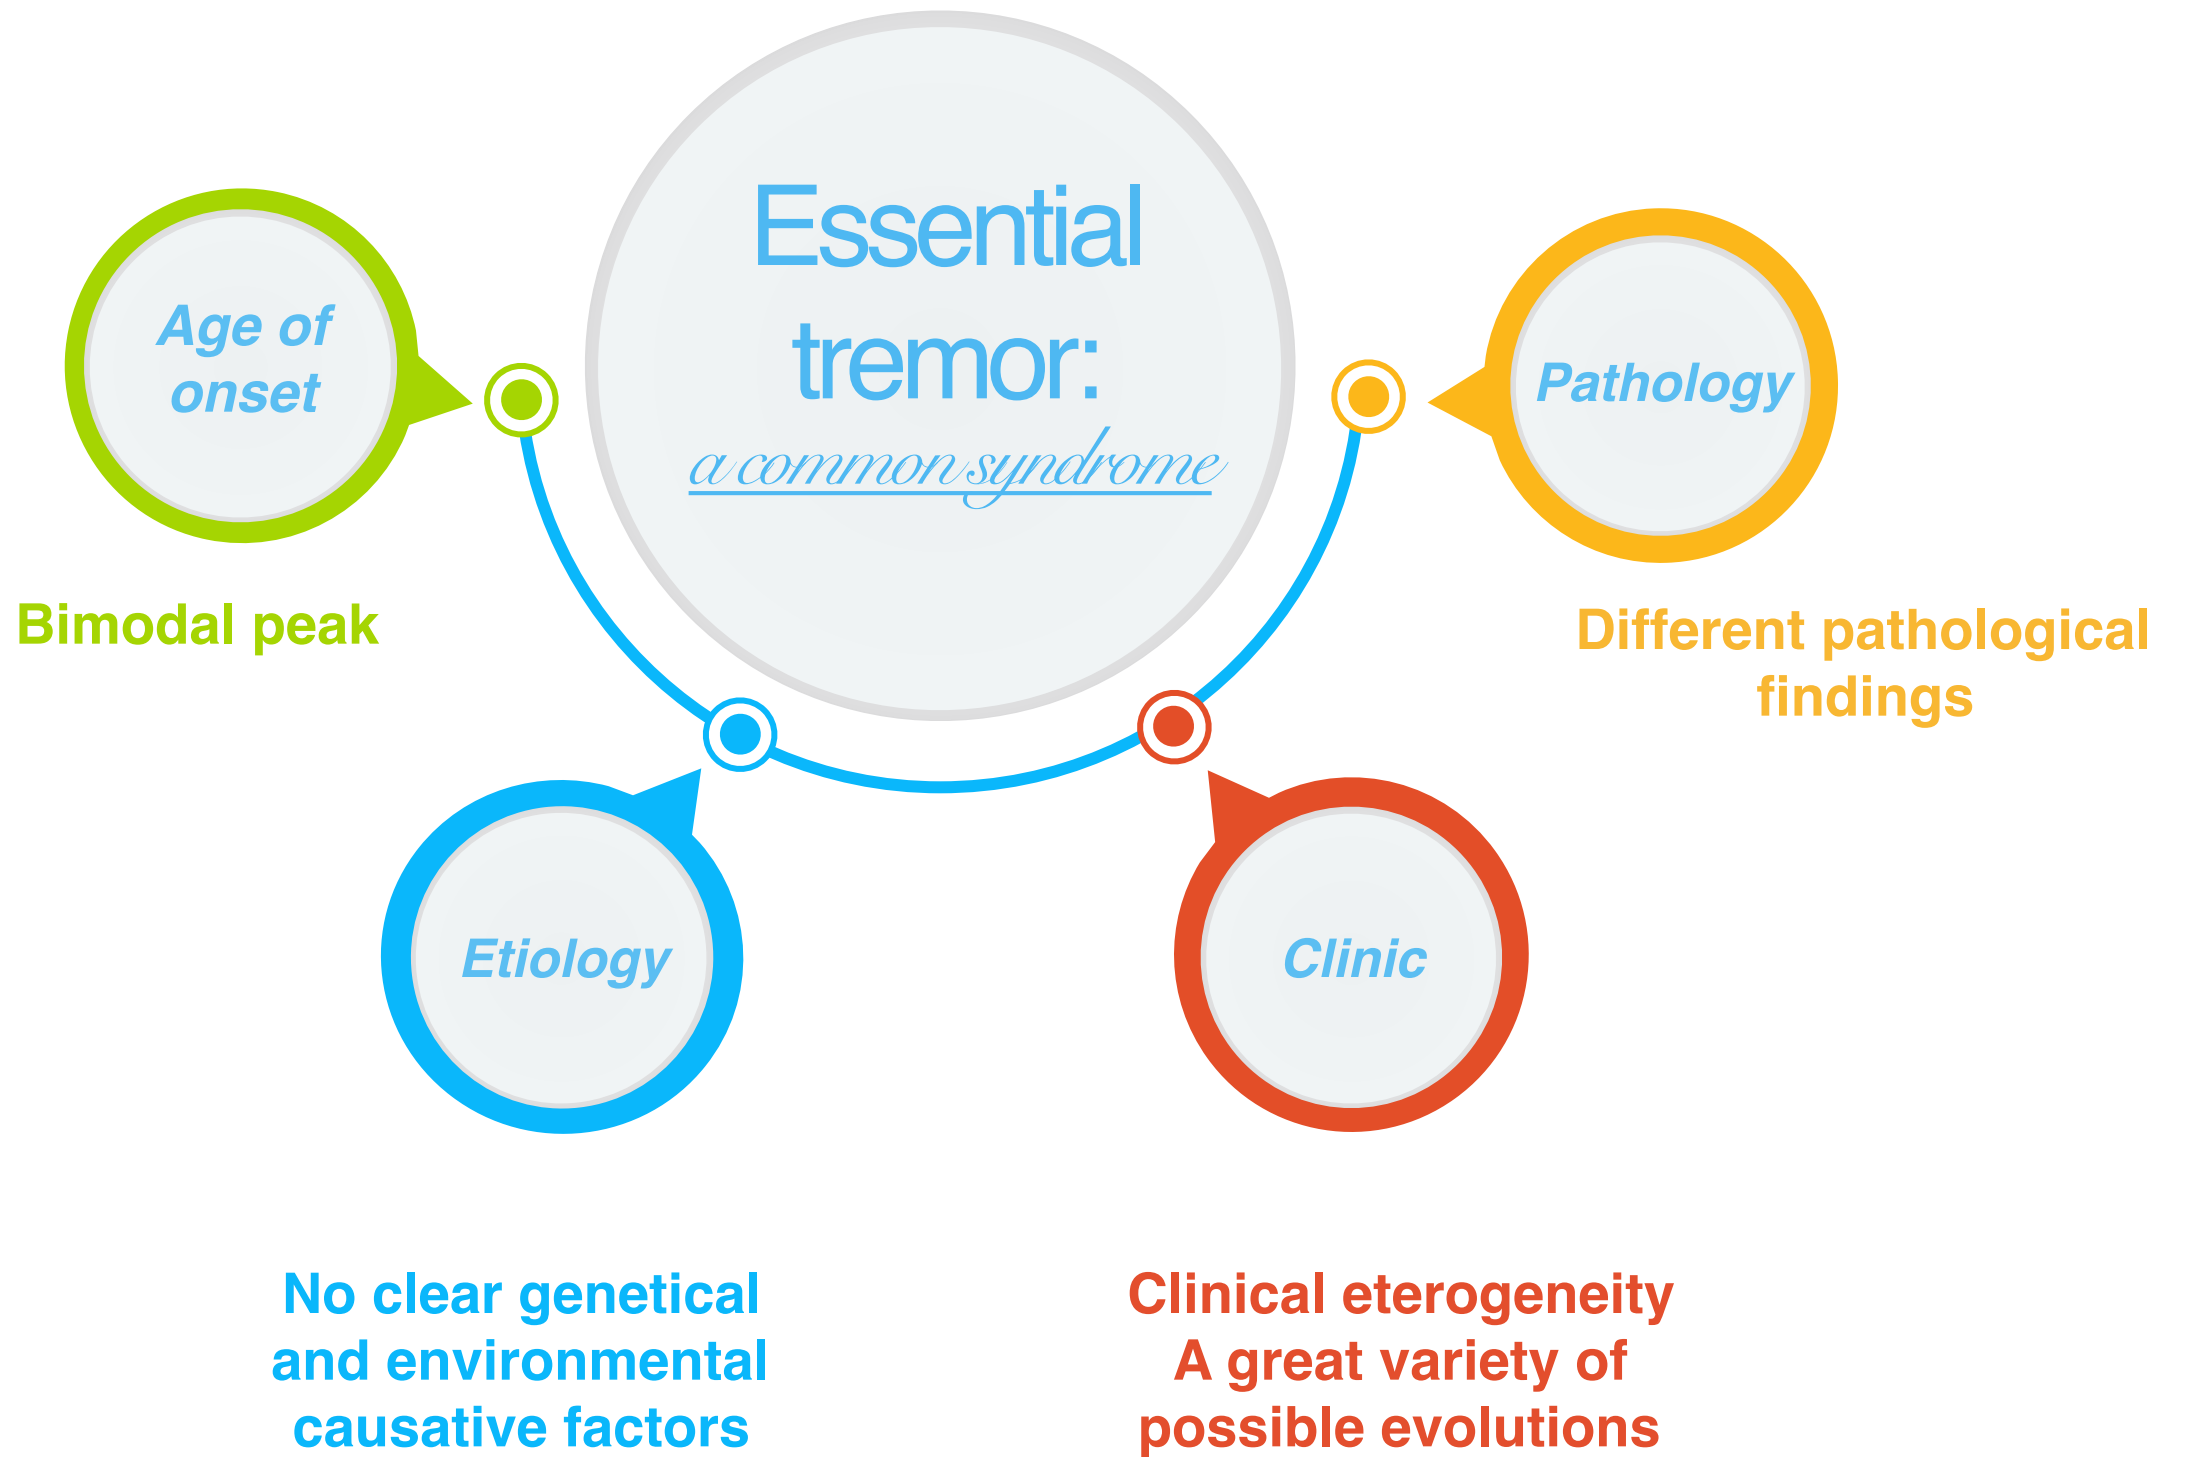 Essential
tremor:
a common syndrome
Age of
onset
Bimodal peak
Etiology
No clear genetical
and environmental
causative factors
Clinic
Clinical eterogeneity
A great variety of
possible evolutions
Pathology
Different pathological
findings